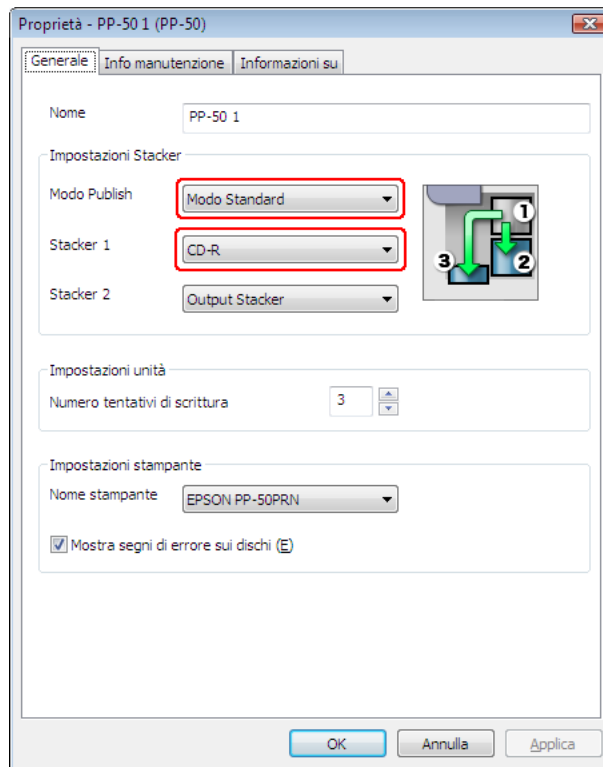 Proprietà - PP-50 1 (PP-50)
Generale Info manutenzione Informazioni su
Nome PP-50 1
Impostazioni Stacker
Modo Publish Modo Standard
Stacker 1 CD-R
Stacker 2 Output Stacker
1
3 2
Impostazioni unità
Numero tentativi di scrittura 3
Impostazioni stampante
Nome stampante EPSON PP-50PRN
Mostra segni di errore sui dischi (E)
OK Annulla Applica